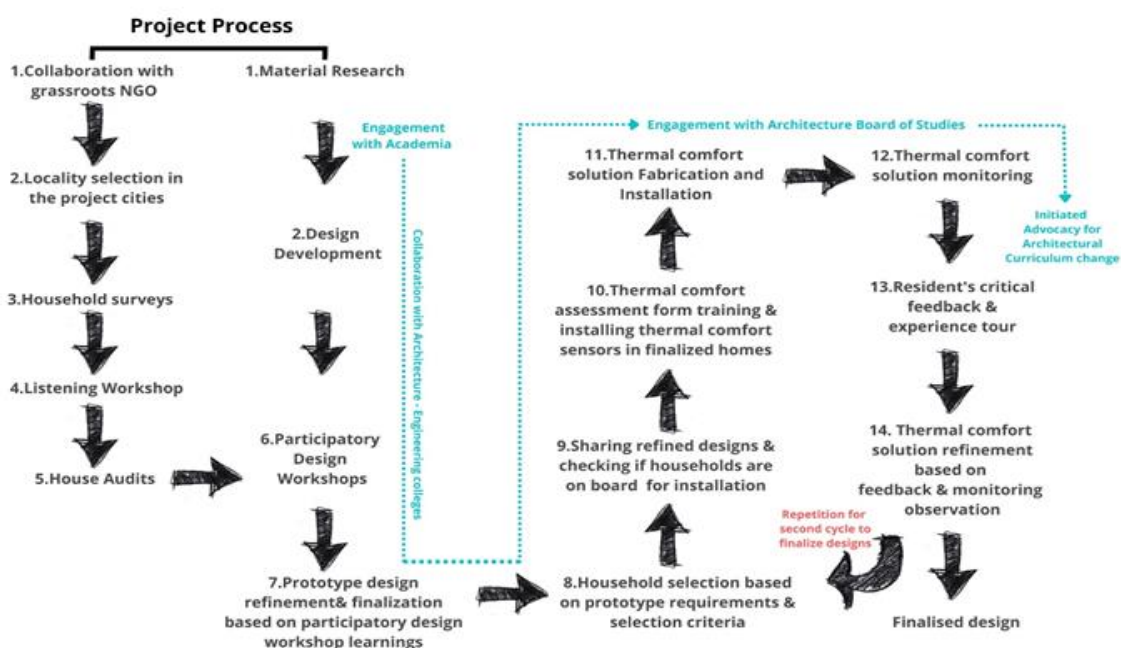 Project Process
1.Collaboration with
grassroots NGO
2.Locality selection in
the project cities
3.Household surveys
4.Listening Workshop
5.House Audits
1.Material Research
2.Design
Development
6.Participatory
Design
Workshops
7.Prototype design
refinement& finalization
based on participatory design
workshop learnings
Engagement
with Academia
Collaboration with Architecture - Engineering colleges
Engagement with Architecture Board of Studies
Initiated
Advocacy for
Architectural
Curriculum change
8.Household selection based
on prototype requirements &
selection criteria
9.Sharing refined designs &
checking if households are
on board for installation
10.Thermal comfort
assessment form training &
installing thermal comfort
sensors in finalized homes
11.Thermal comfort
solution Fabrication and
Installation
12.Thermal comfort
solution monitoring
13.Resident's critical
feedback &
experience tour
14. Thermal comfort
solution refinement
based on
feedback & monitoring
observation
Repetition for
second cycle to
finalize designs
Finalised design